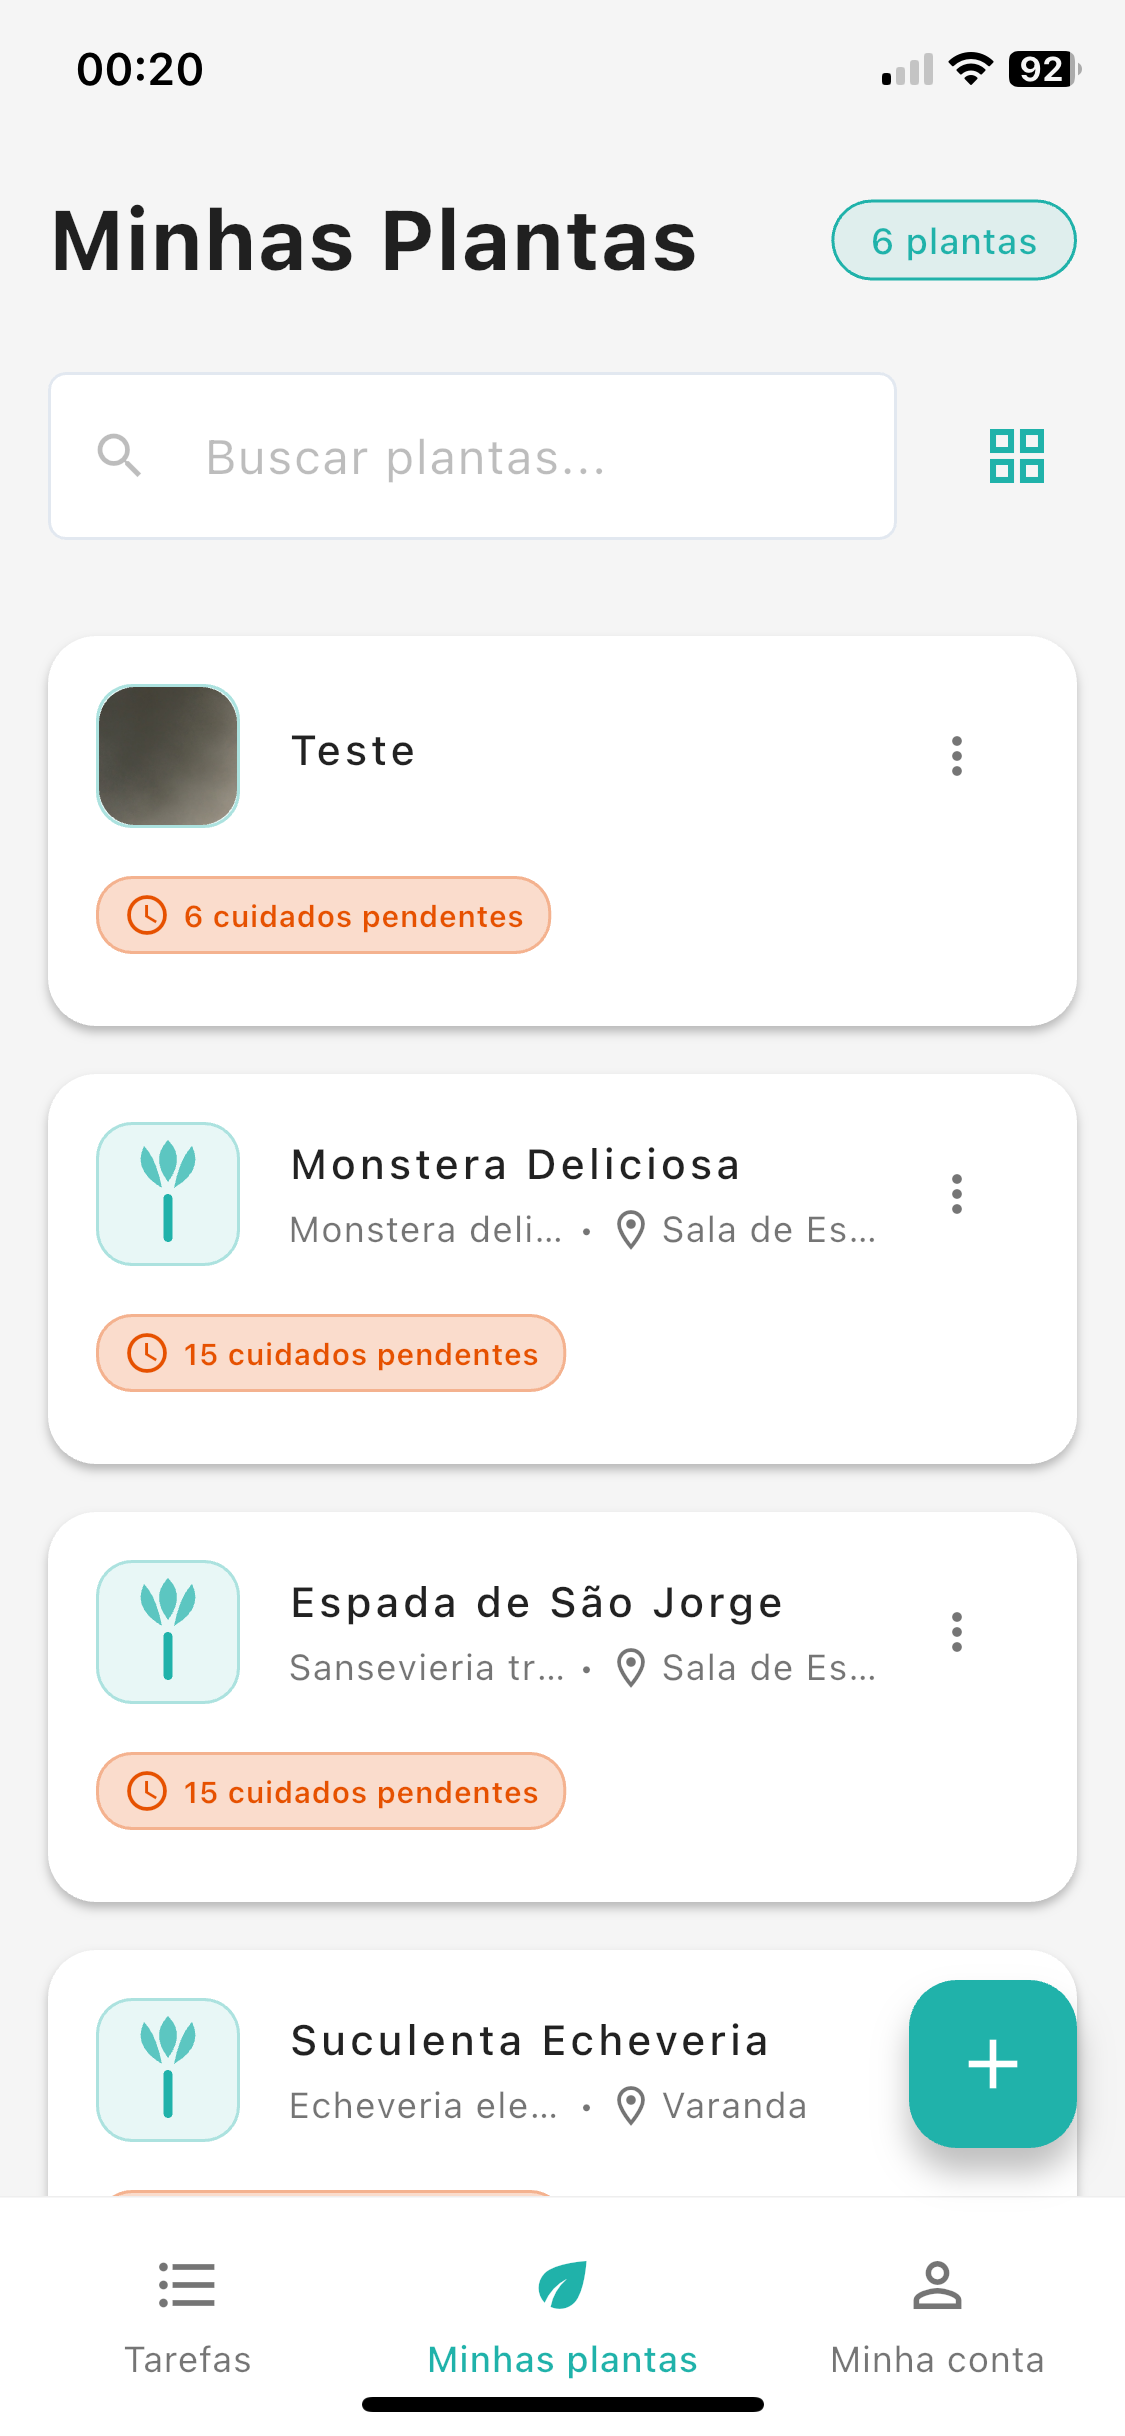 00:20
92
Minhas Plantas
6 plantas
Buscar plantas...
Teste
6 cuidados pendentes
Monstera Deliciosa
Monstera deli... • Sala de Es...
15 cuidados pendentes
Espada de São Jorge
Sansevieria tr... • Sala de Es...
15 cuidados pendentes
Suculenta Echeveria
Echeveria ele... • Varanda
Tarefas
Minhas plantas
Minha conta